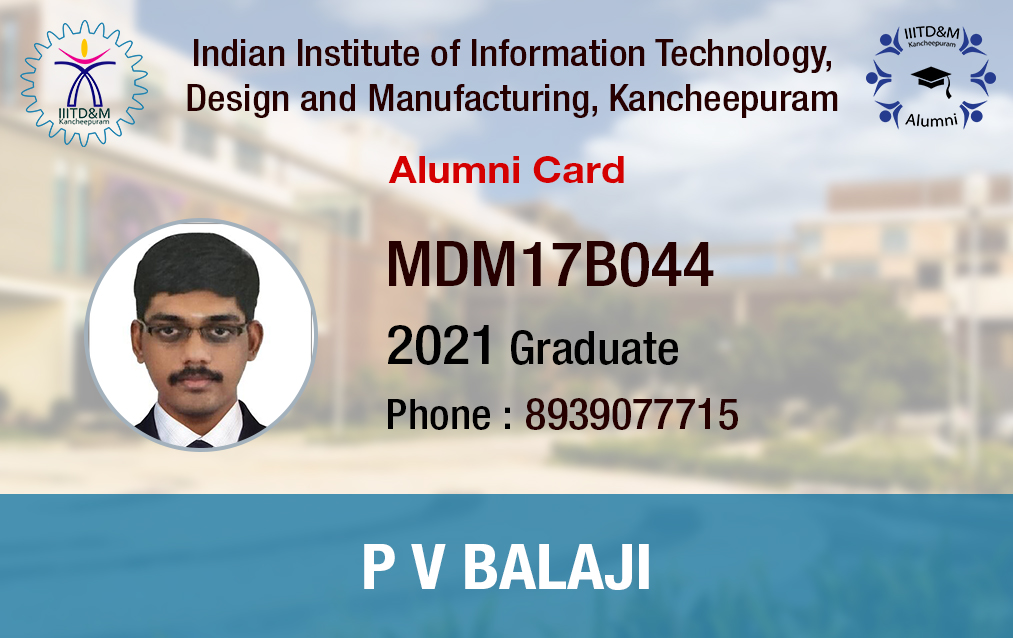 Indian Institute of Information Technology,
Design and Manufacturing, Kancheepuram
IIITD&M
Kancheepuram
IIITD&M
Kancheepuram
Alumni
Alumni Card
MDM17B044
2021 Graduate
Phone : 8939077715
P V BALAJI